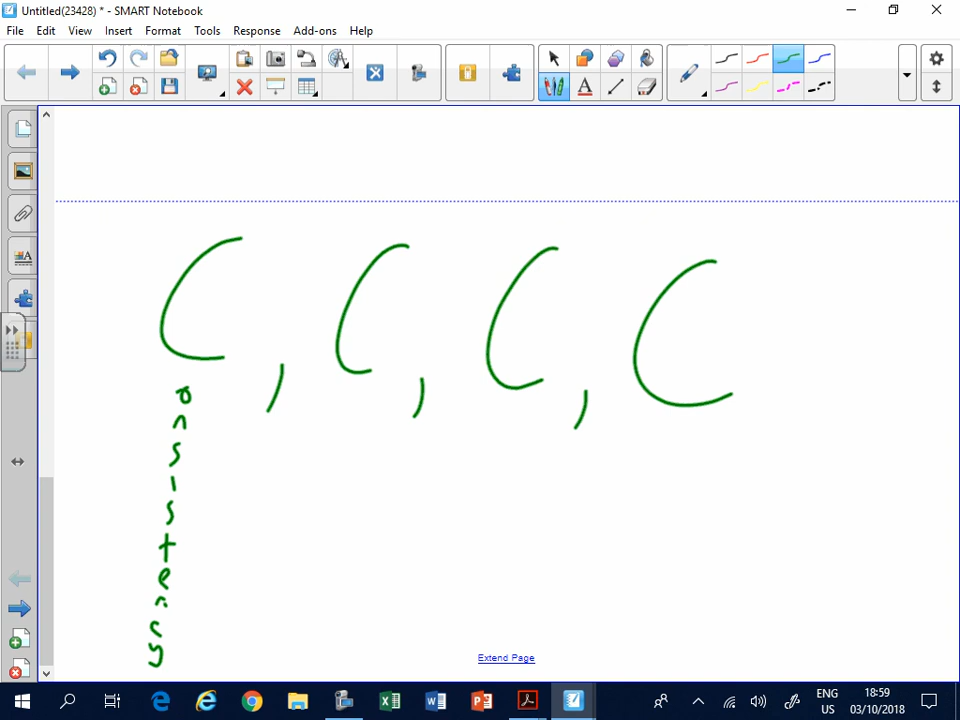 Untitled(23428) * - SMART Notebook
File Edit View Insert Format Tools Response Add-ons Help
C, C, C, C
o
n
s
i
s
t
e
n
c
y
Extend Page
ENG
US
18:59
03/10/2018